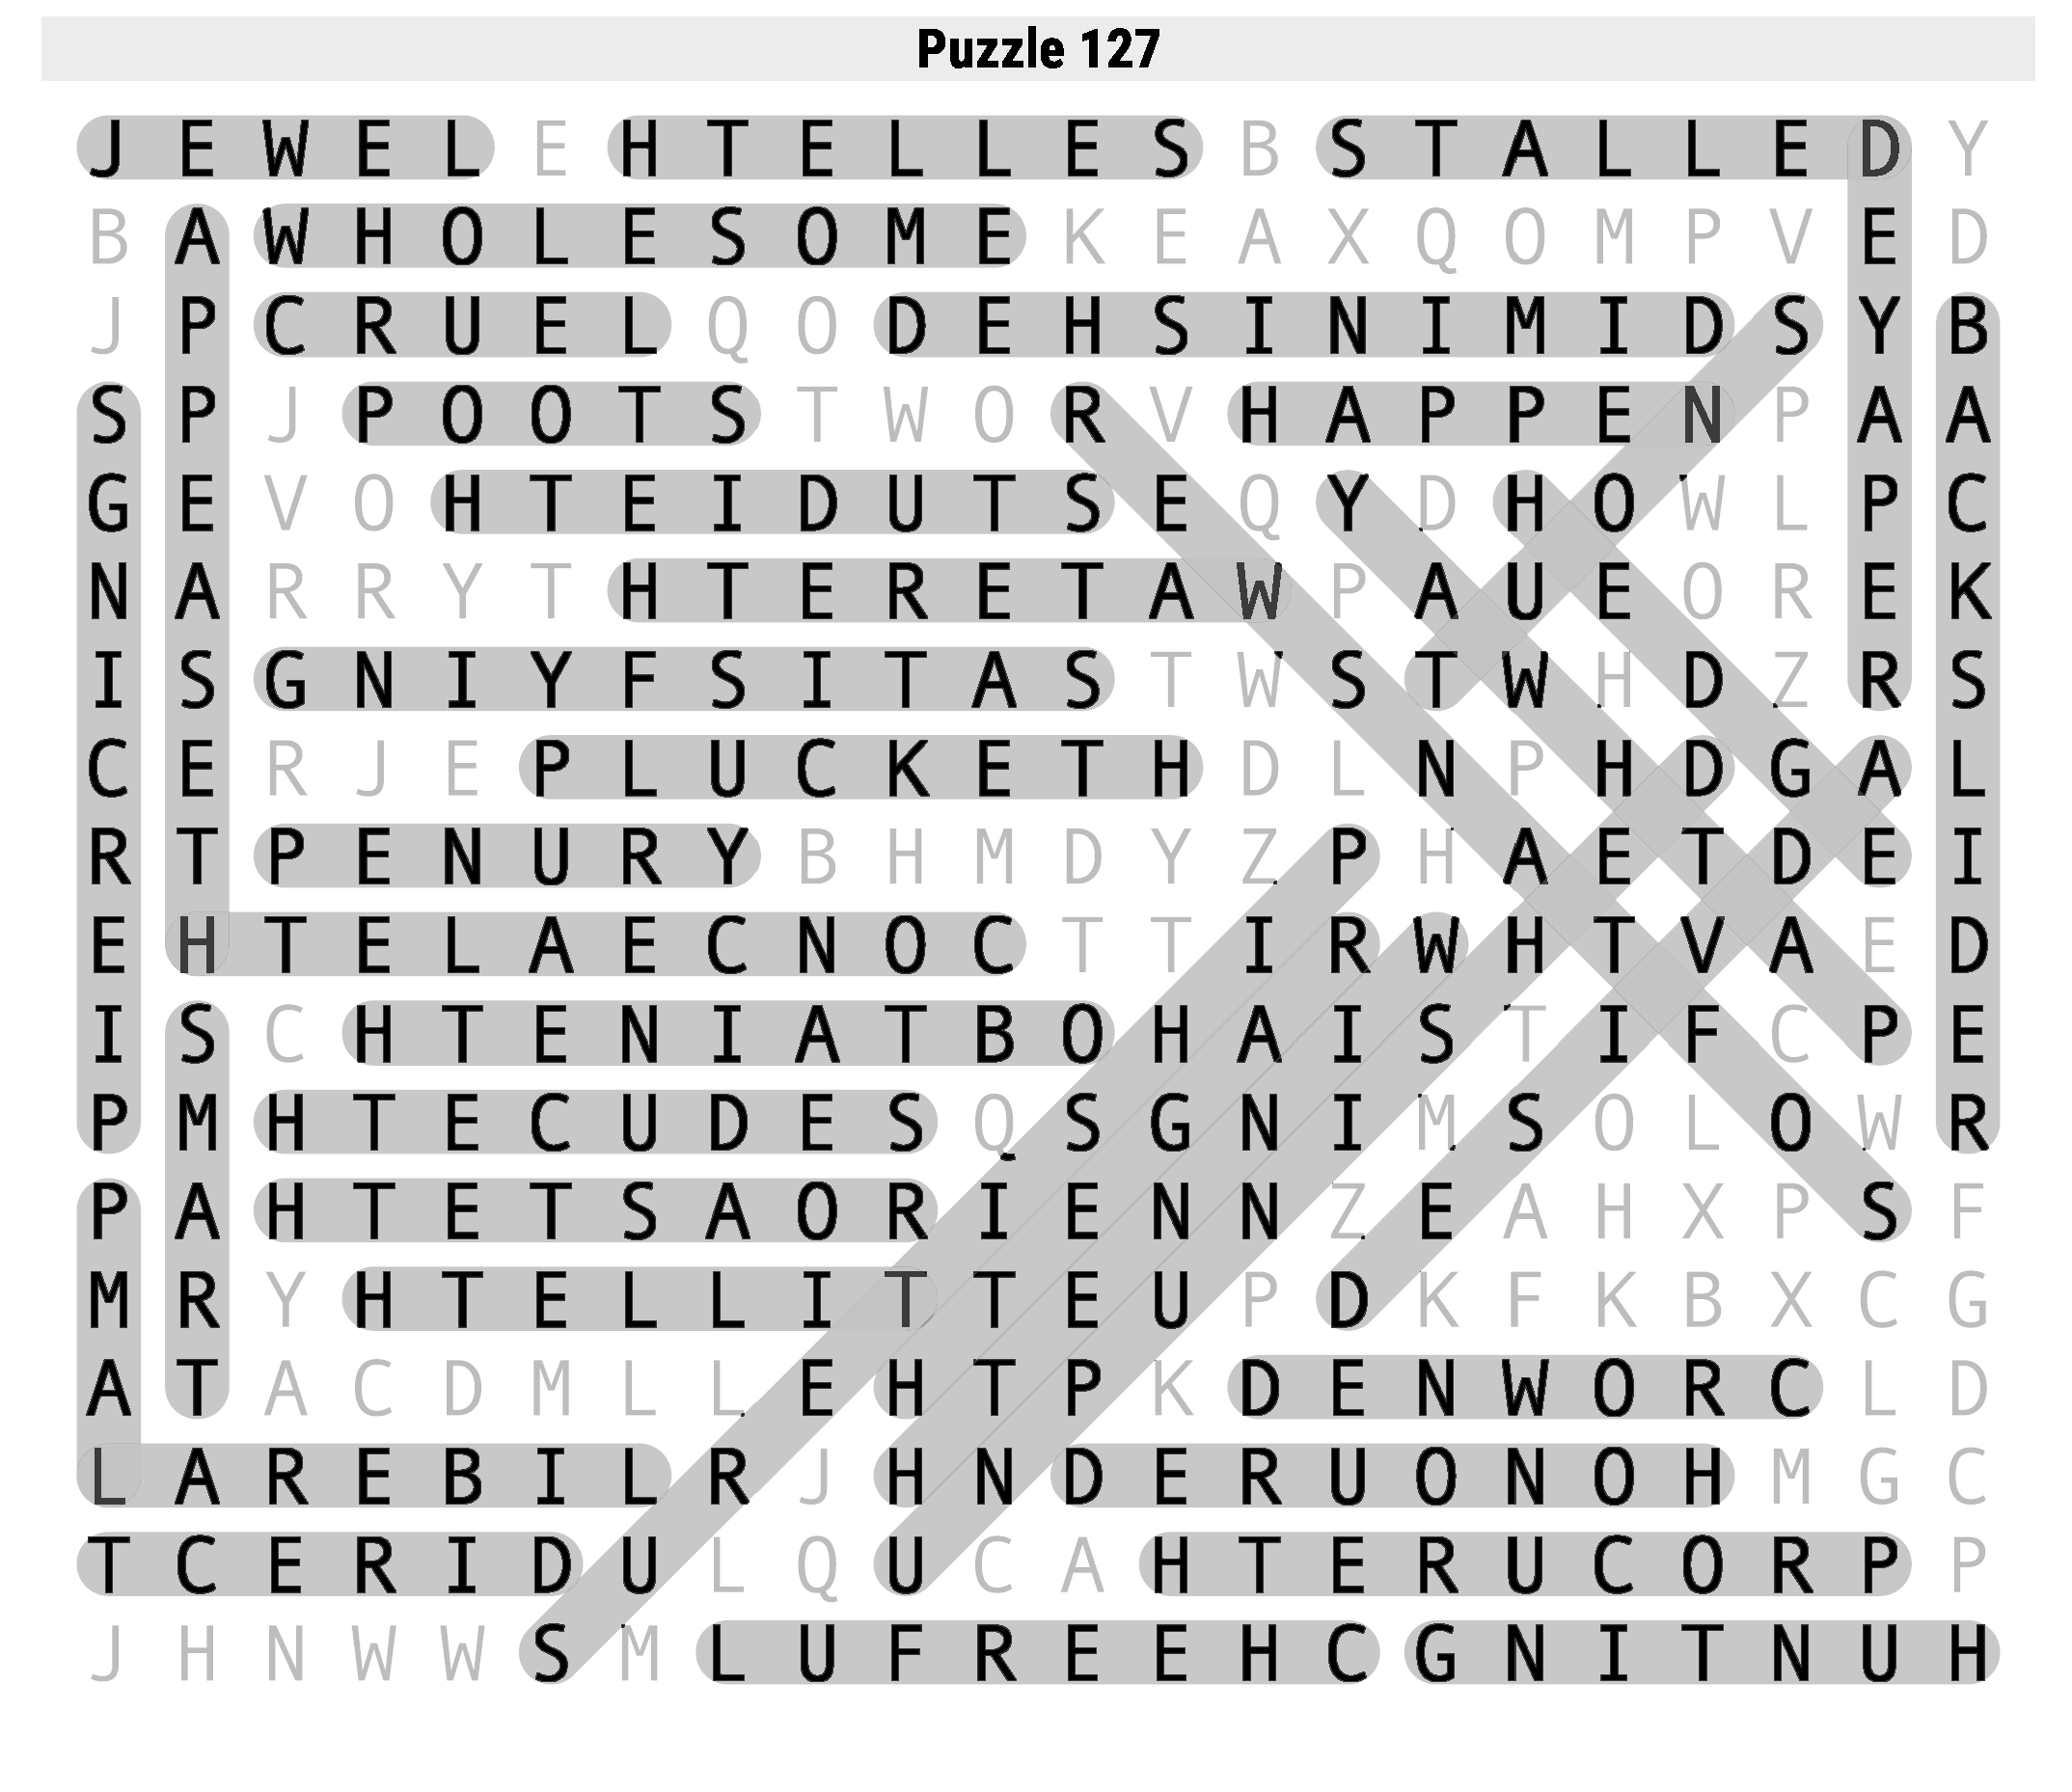 Puzzle 127
J E W E L E H T E L L E S B S T A L L E D Y
B A W H O L E S O M E K E A X Q O M P V E D
J P C R U E L Q O D E H S I N I M I D S Y B
S P J P O O T S T W O R V H A P P E N P A A
G E V O H T E I D U T S E Q Y D H O W L P C
N A R R Y T H T E R E T A W P A U E O R E K
I S G N I Y F S I T A S T W S T W H D Z R S
C E R J E P L U C K E T H D L N P H D G A L
R T P E N U R Y B H M D Y Z P H A E T D E I
E H T E L A E C N O C T T I R W H T V A E D
I S C H T E N I A T B O H A I S T I F C P E
P M H T E C U D E S Q S G N I M S O L O W R
P A H T E T S A O R I E N N Z E A H X P S F
M R Y H T E L L I T T E U P D K F K B X C G
A T A C D M L L E H T P K D E N W O R C L D
L A R E B I L R J H N D E R U O N O H M G C
T C E R I D U L Q U C A H T E R U C O R P P
J H N W W S M L U F R E E H C G N I T N U H